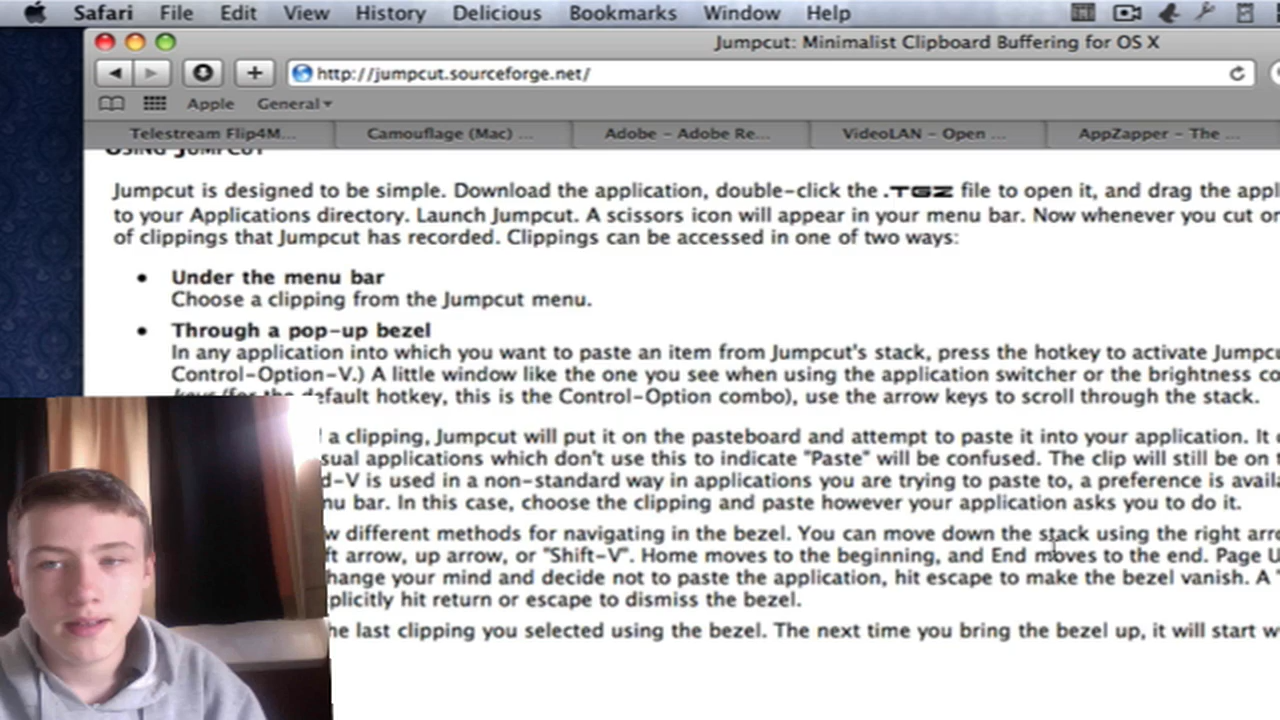 Safari File Edit View History Delicious Bookmarks Window Help
Jumpcut: Minimalist Clipboard Buffering for OS X
http://jumpcut.sourceforge.net/
Apple General
Telestream Flip4M... Camouflage (Mac) ... Adobe – Adobe Re... VideoLAN – Open ... AppZapper – The ...
USING JUMPCUT
Jumpcut is designed to be simple. Download the application, double-click the .TGZ file to open it, and drag the appl
to your Applications directory. Launch Jumpcut. A scissors icon will appear in your menu bar. Now whenever you cut or
of clippings that Jumpcut has recorded. Clippings can be accessed in one of two ways:
• Under the menu bar
Choose a clipping from the Jumpcut menu.
• Through a pop-up bezel
In any application into which you want to paste an item from Jumpcut's stack, press the hotkey to activate Jumpcu
Control-Option-V.) A little window like the one you see when using the application switcher or the brightness co
keys (for the default hotkey, this is the Control-Option combo), use the arrow keys to scroll through the stack.
a clipping, Jumpcut will put it on the pasteboard and attempt to paste it into your application. It
sual applications which don't use this to indicate "Paste" will be confused. The clip will still be on t
d-V is used in a non-standard way in applications you are trying to paste to, a preference is availa
nu bar. In this case, choose the clipping and paste however your application asks you to do it.
w different methods for navigating in the bezel. You can move down the stack using the right arro
ft arrow, up arrow, or "Shift-V". Home moves to the beginning, and End moves to the end. Page U
hange your mind and decide not to paste the application, hit escape to make the bezel vanish. A "
plicitly hit return or escape to dismiss the bezel.
he last clipping you selected using the bezel. The next time you bring the bezel up, it will start w